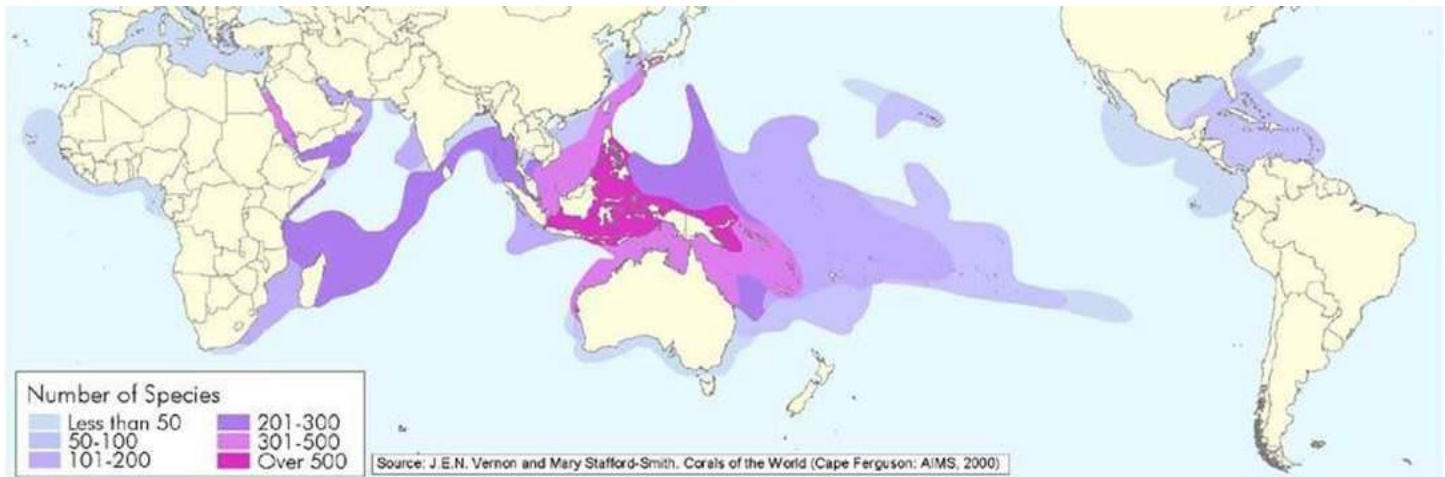 Number of Species
Less than 50
50-100
101-200
201-300
301-500
Over 500
Source: J.E.N. Vernon and Mary Stafford-Smith, Corals of the World (Cape Ferguson: AIMS, 2000)